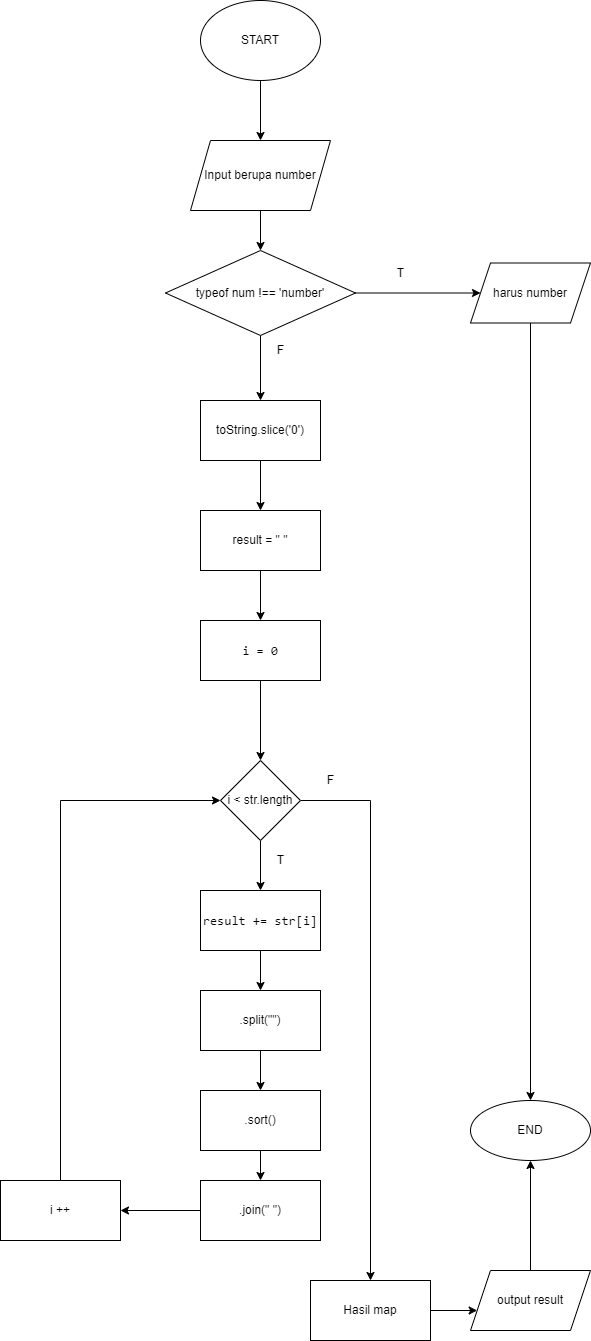 START
Input berupa number
typeof num !== 'number'
T
harus number
F
toString.slice('0')
result = " "
i = 0
i < str.length
F
T
result += str[i]
.split("")
.sort()
.join(" ")
i ++
Hasil map
output result
END